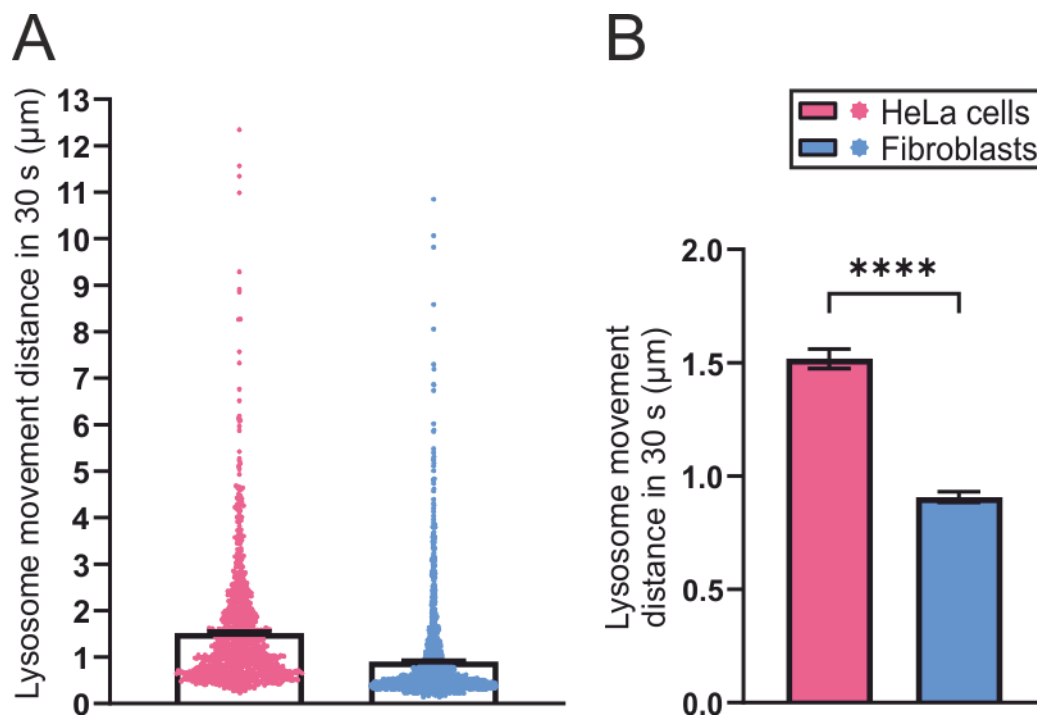 A
Lysosome movement distance in 30 s (µm)
13
12
11
10
9
8
7
6
5
4
3
2
1
0
B
HeLa cells
Fibroblasts
Lysosome movement
distance in 30 s (µm)
2.0
1.5
1.0
0.5
0.0
****